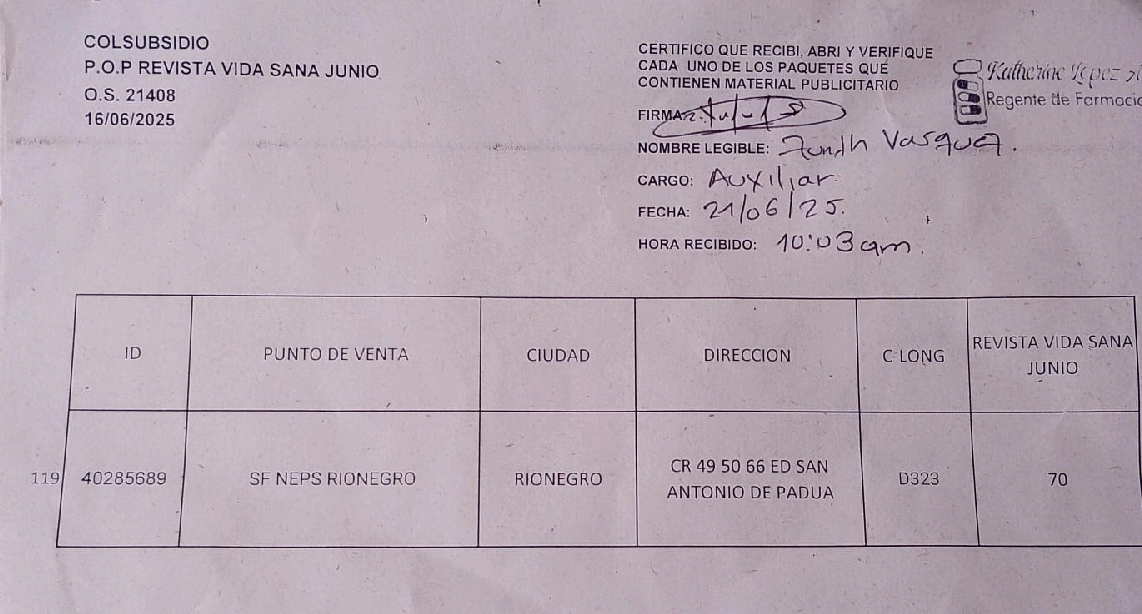 COLSUBSIDIO
P.O.P REVISTA VIDA SANA JUNIO
O.S. 21408
16/06/2025
CERTIFICO QUE RECIBI, ABRI Y VERIFIQUE
CADA UNO DE LOS PAQUETES QUE
CONTIENEN MATERIAL PUBLICITARIO
FIRMA:
NOMBRE LEGIBLE: Vasquez.
CARGO: Auxiliar
FECHA: 21/06/25.
HORA RECIBIDO: 10:03 am.
Katherine Lopez
Regente de Farmacia
ID PUNTO DE VENTA CIUDAD DIRECCION C LONG REVISTA VIDA SANA
JUNIO
119 40285689 SF NEPS RIONEGRO RIONEGRO CR 49 50 66 ED SAN
ANTONIO DE PADUA D323 70